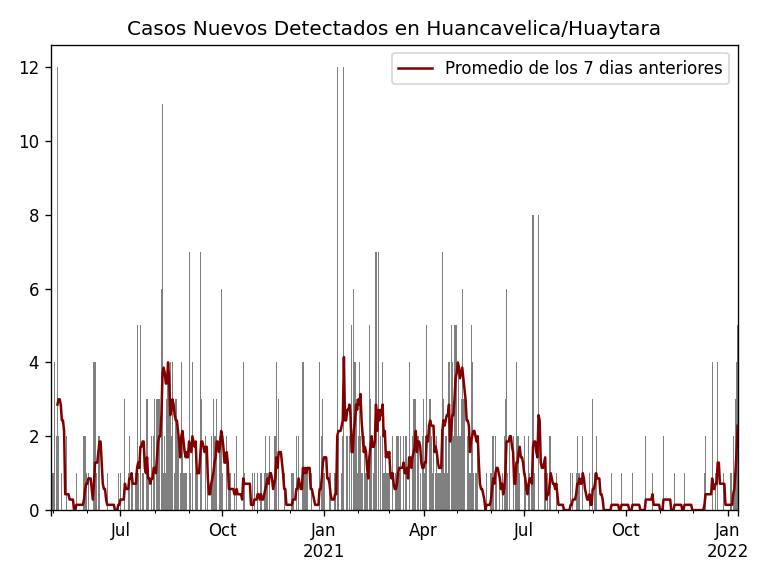 Casos Nuevos Detectados en Huancavelica/Huaytara
Promedio de los 7 dias anteriores
12
10
8
6
4
2
0
Jul Oct Jan Apr Jul Oct Jan
2021 2022